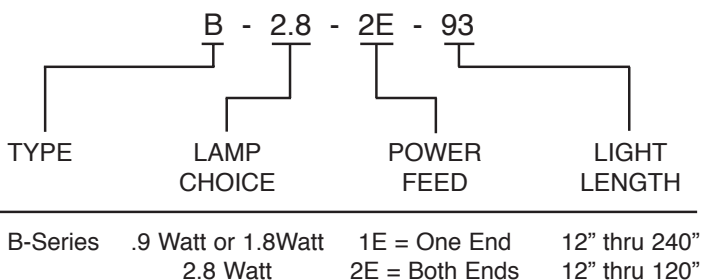 B - 2.8 - 2E - 93
TYPE LAMP CHOICE POWER FEED LIGHT LENGTH
B-Series .9 Watt or 1.8Watt 1E = One End 12” thru 240”
2.8 Watt 2E = Both Ends 12” thru 120”